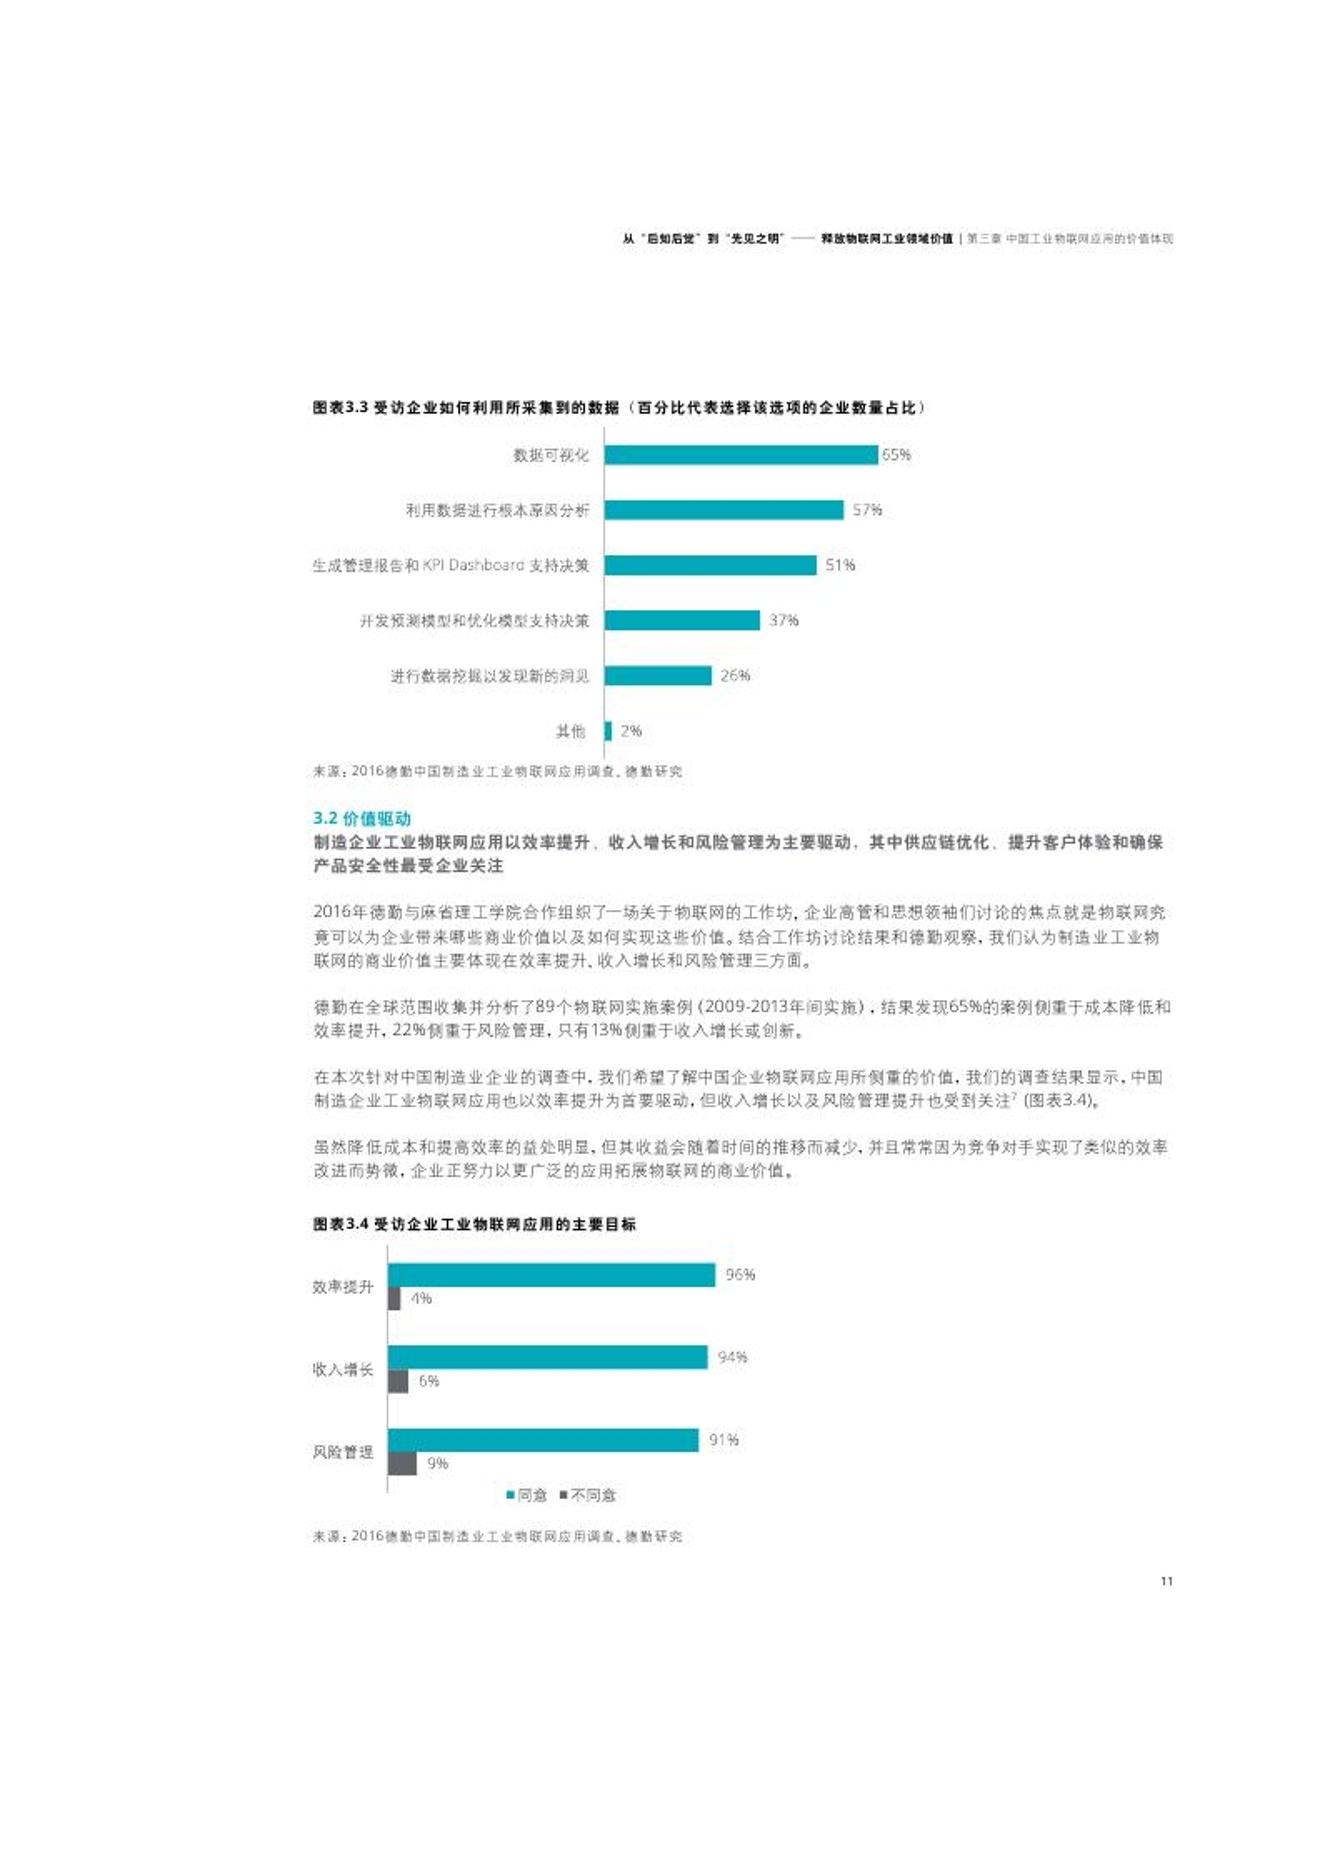 从“后知后觉”到“先见之明”—— 释放物联网工业领域价值 | 第三章 中国工业物联网应用的价值体现
图表3.3 受访企业如何利用所采集到的数据（百分比代表选择该选项的企业数量占比）
数据可视化 65%
利用数据进行根本原因分析 57%
生成管理报告和 KPI Dashboard 支持决策 51%
开发预测模型和优化模型支持决策 37%
进行数据挖掘以发现新的洞见 26%
其他 2%
来源：2016德勤中国制造业工业物联网应用调查，德勤研究
3.2 价值驱动
制造企业工业物联网应用以效率提升、收入增长和风险管理为主要驱动，其中供应链优化、提升客户体验和确保
产品安全性最受企业关注
2016年德勤与麻省理工学院合作组织了一场关于物联网的工作坊，企业高管和思想领袖们讨论的焦点就是物联网究
竟可以为企业带来哪些商业价值以及如何实现这些价值。结合工作坊讨论结果和德勤观察，我们认为制造业工业物
联网的商业价值主要体现在效率提升、收入增长和风险管理三方面。
德勤在全球范围收集并分析了89个物联网实施案例（2009-2013年间实施），结果发现65%的案例侧重于成本降低和
效率提升，22%侧重于风险管理，只有13%侧重于收入增长或创新。
在本次针对中国制造业企业的调查中，我们希望了解中国企业物联网应用所侧重的价值，我们的调查结果显示，中国
制造企业工业物联网应用也以效率提升为首要驱动，但收入增长以及风险管理提升也受到关注⁷（图表3.4）。
虽然降低成本和提高效率的益处明显，但其收益会随着时间的推移而减少，并且常常因为竞争对手实现了类似的效率
改进而势微，企业正努力以更广泛的应用拓展物联网的商业价值。
图表3.4 受访企业工业物联网应用的主要目标
效率提升 96%
4%
收入增长 94%
6%
风险管理 91%
9%
同意 不同意
来源：2016德勤中国制造业工业物联网应用调查，德勤研究
11